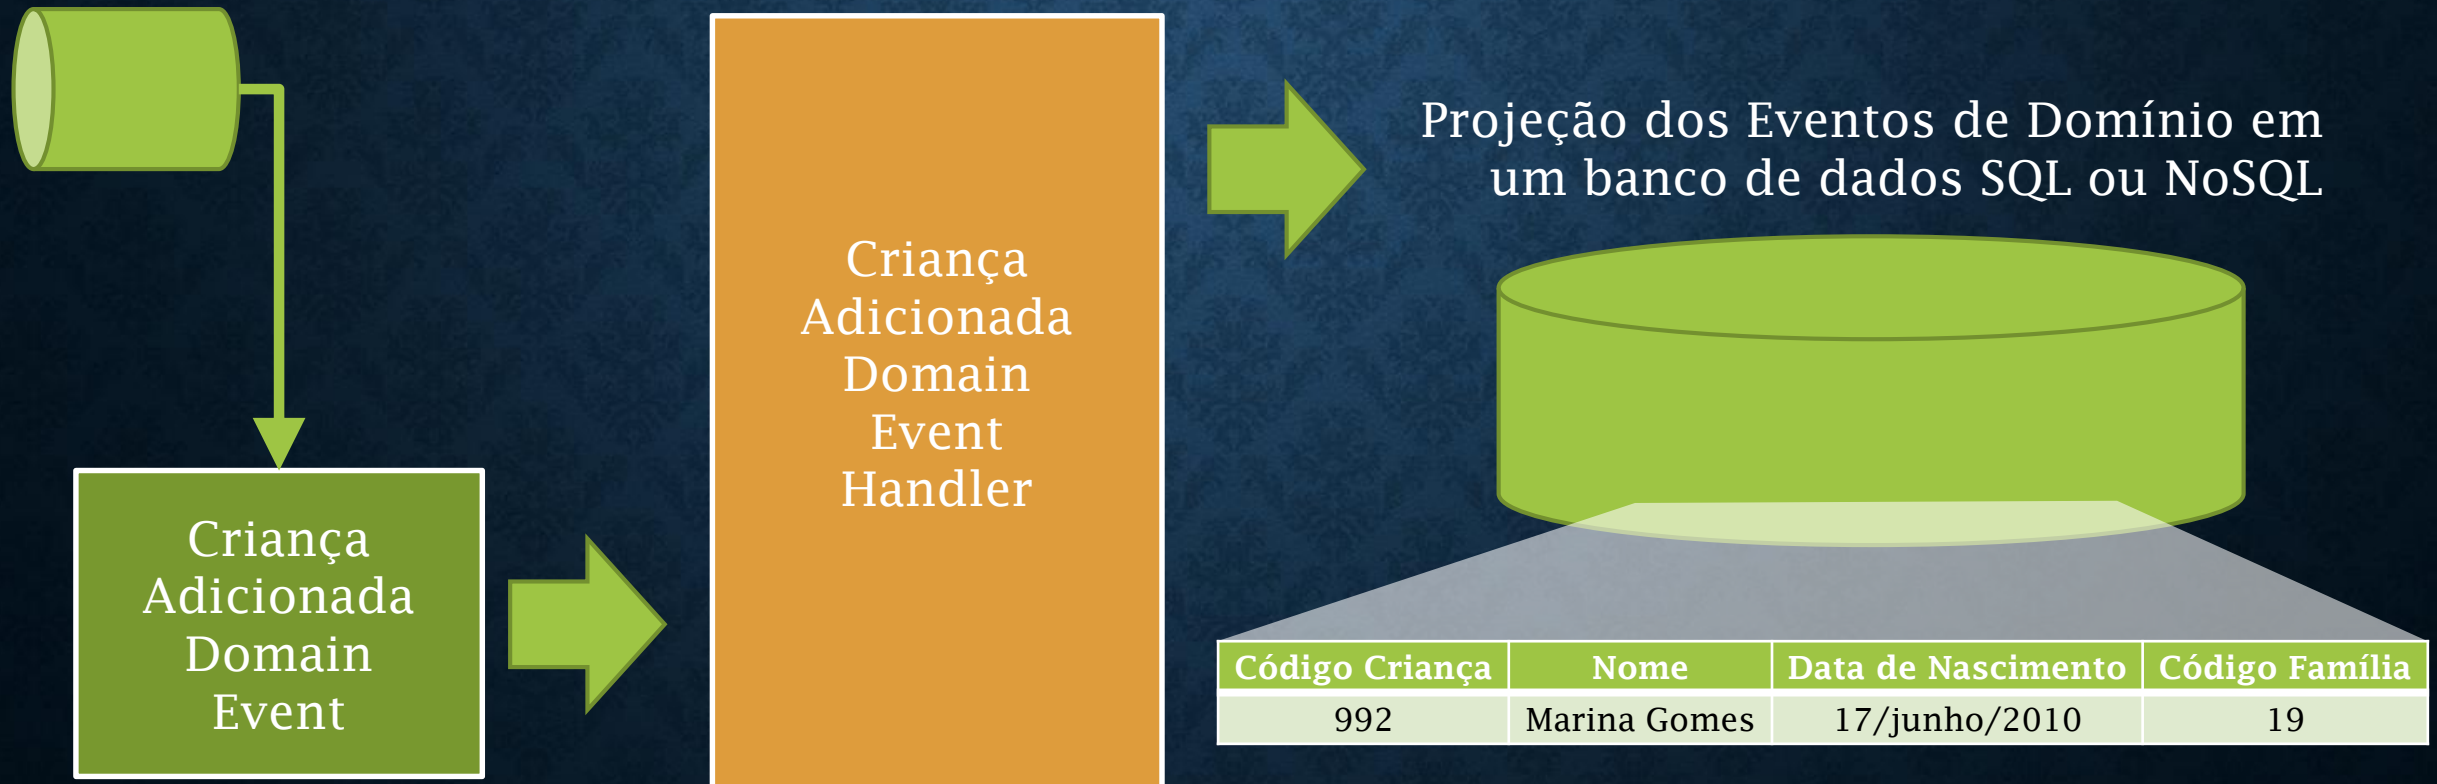 Criança
Adicionada
Domain
Event
Criança
Adicionada
Domain
Event
Handler
Projeção dos Eventos de Domínio em
um banco de dados SQL ou NoSQL
Código Criança Nome Data de Nascimento Código Família
992 Marina Gomes 17/junho/2010 19